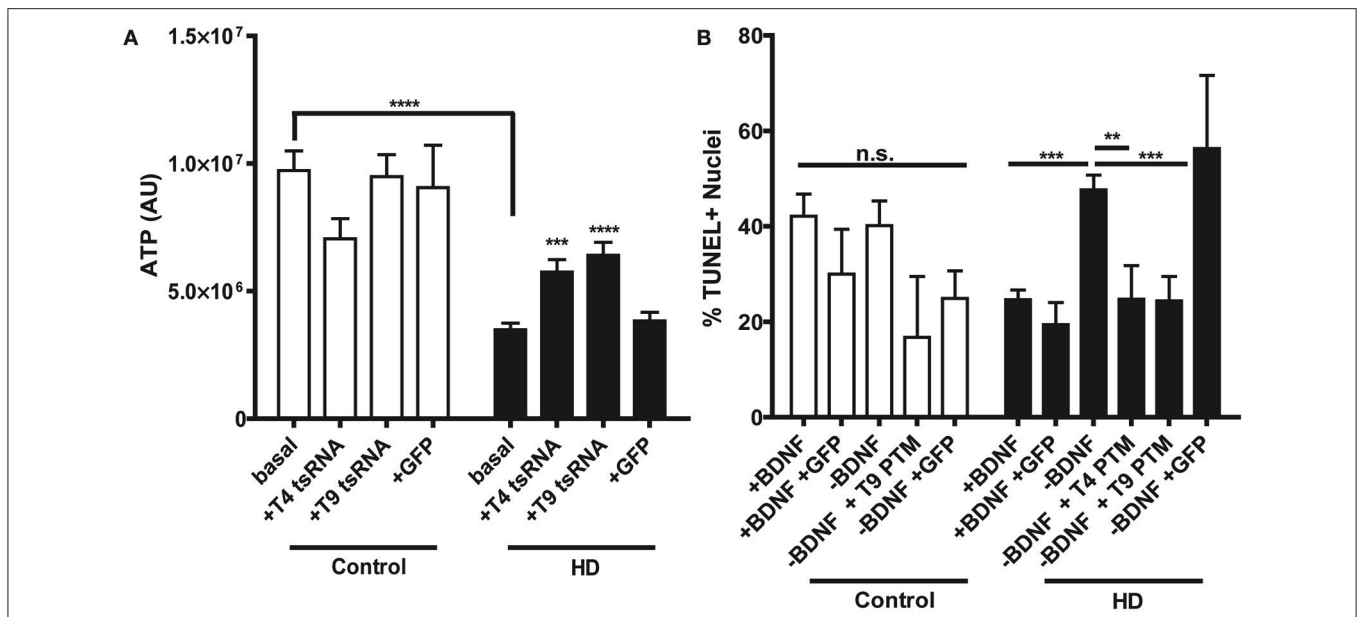 A
ATP (AU)
1.5×10⁷
1.0×10⁷
5.0×10⁶
0
****
***
****
basal
+T4 tsRNA
+T9 tsRNA
+GFP
basal
+T4 tsRNA
+T9 tsRNA
+GFP
Control
HD
B
% TUNEL+ Nuclei
80
60
40
20
0
n.s.
***
**
***
+BDNF
+BDNF +GFP
-BDNF
-BDNF + T9 PTM
-BDNF +GFP
+BDNF
+BDNF +GFP
-BDNF
-BDNF + T4 PTM
-BDNF + T9 PTM
-BDNF +GFP
Control
HD